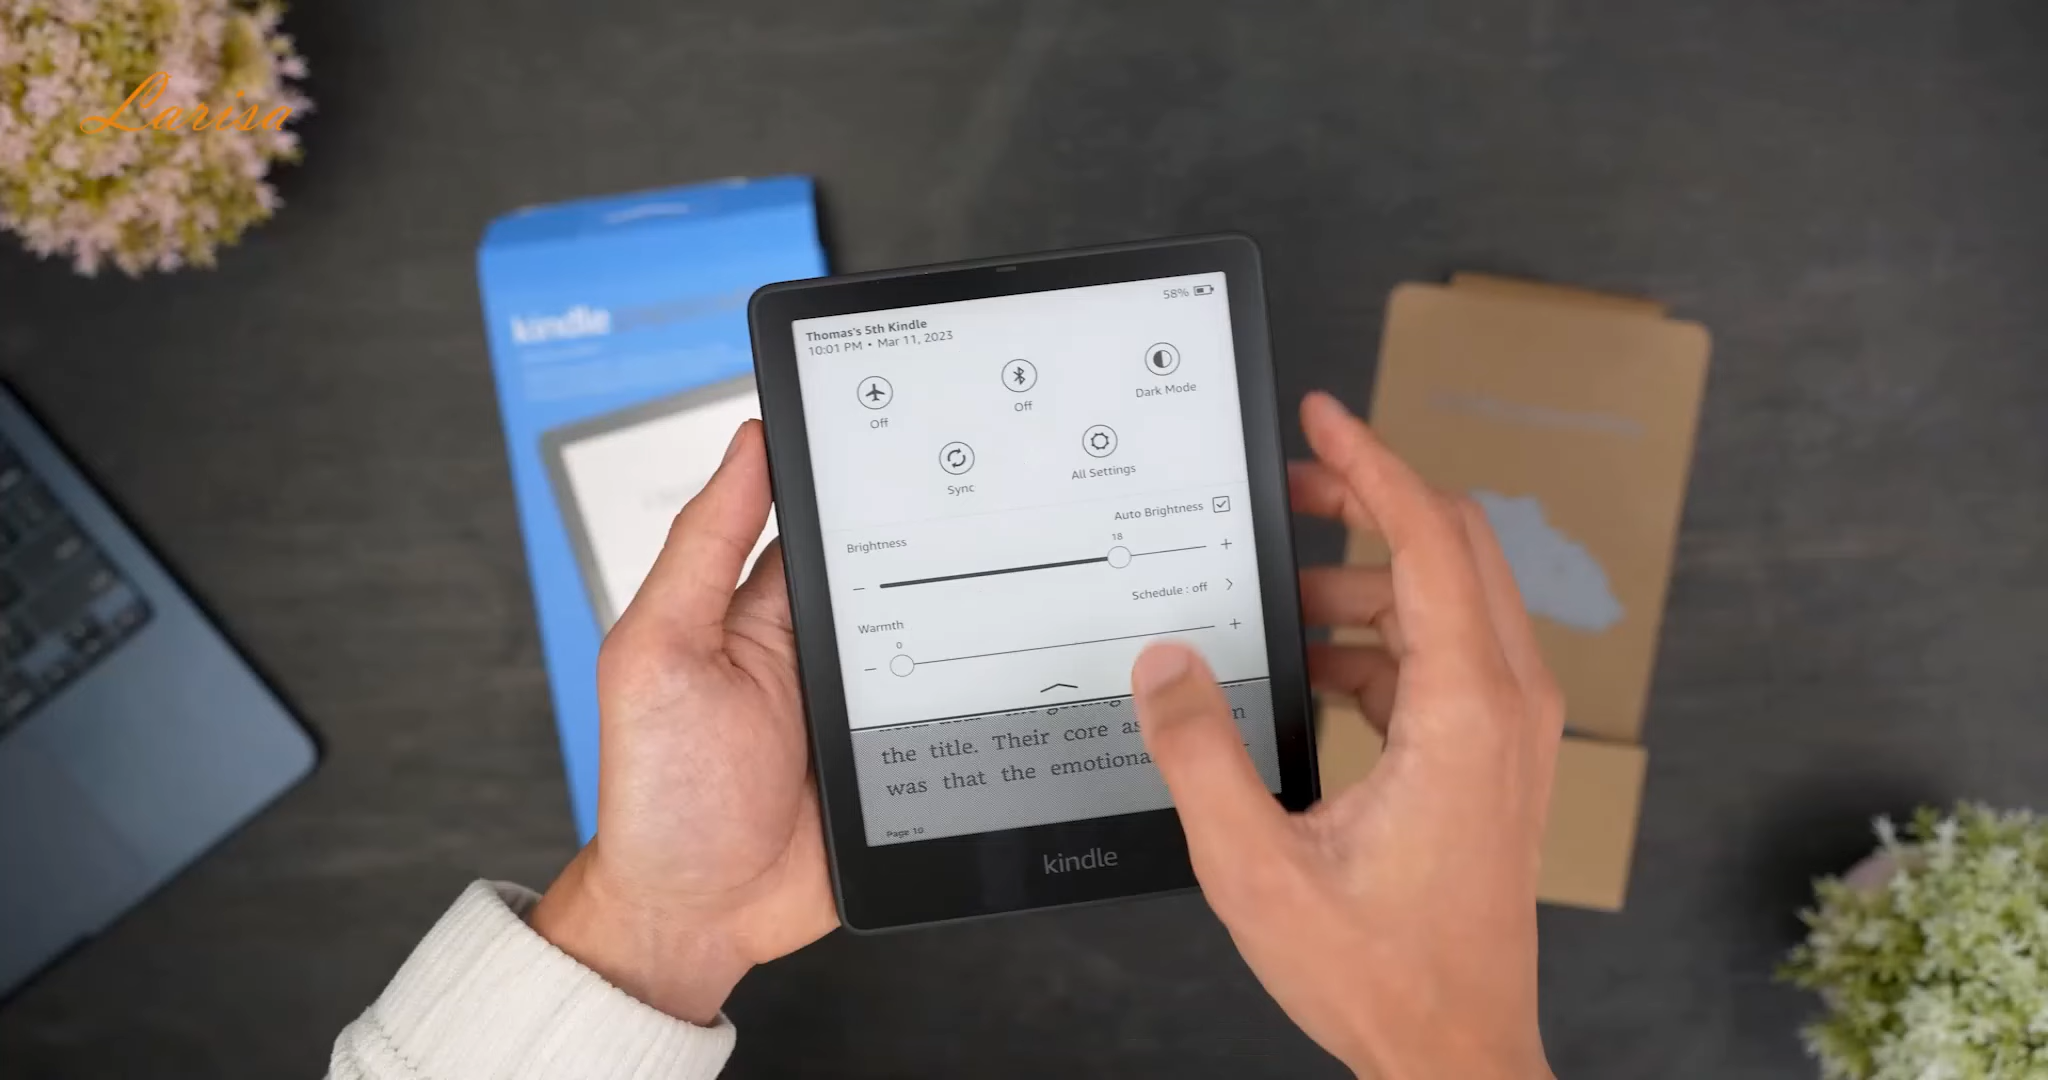 Larisa
kindle
58%
Thomas's 5th Kindle
10:01 PM • Mar 11, 2023
Off
Off
Dark Mode
Sync
All Settings
Auto Brightness
Brightness
18
Schedule : off
Warmth
0
the title. Their core as
was that the emotiona
Page 10
kindle